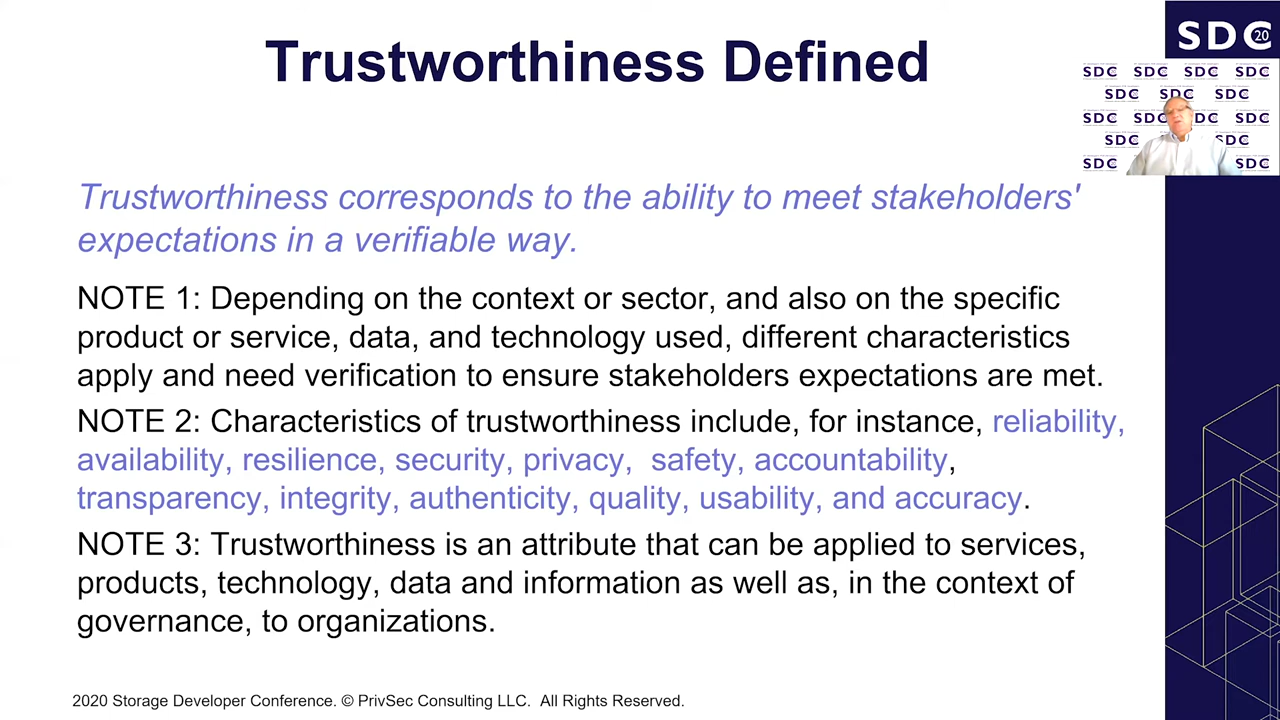 Trustworthiness Defined
SDC 20
SDC SDC SDC SDC
SDC SDC SDC
SDC SDC DC SDC
SDC SDC
SDC SDC
Trustworthiness corresponds to the ability to meet stakeholders'
expectations in a verifiable way.
NOTE 1: Depending on the context or sector, and also on the specific
product or service, data, and technology used, different characteristics
apply and need verification to ensure stakeholders expectations are met.
NOTE 2: Characteristics of trustworthiness include, for instance, reliability,
availability, resilience, security, privacy, safety, accountability,
transparency, integrity, authenticity, quality, usability, and accuracy.
NOTE 3: Trustworthiness is an attribute that can be applied to services,
products, technology, data and information as well as, in the context of
governance, to organizations.
2020 Storage Developer Conference. © PrivSec Consulting LLC. All Rights Reserved.